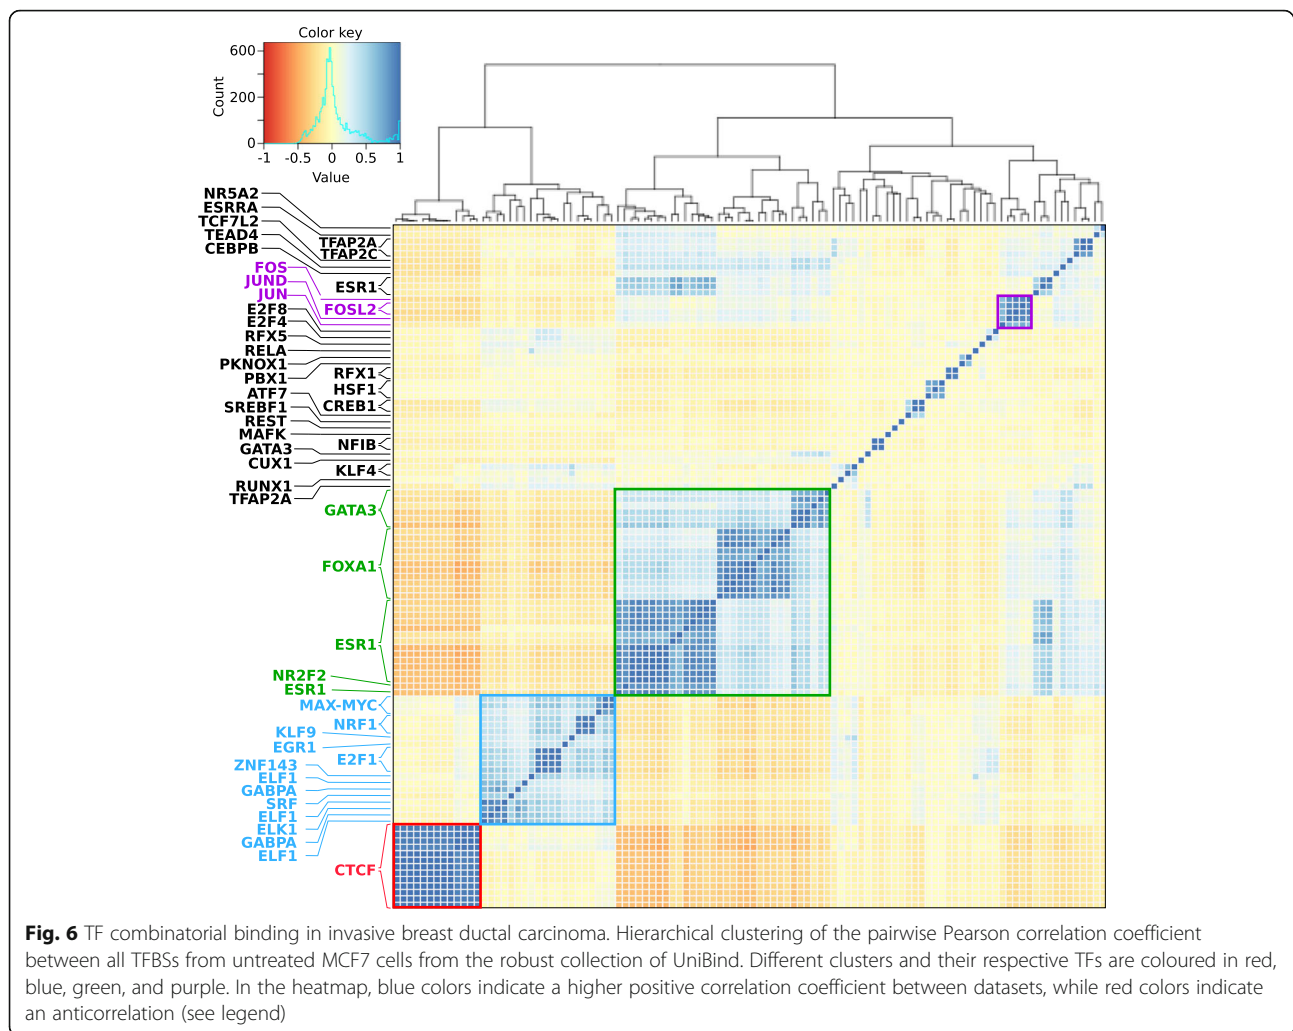 Color key
600
200
0
Count
-1 -0.5 0 0.5 1
Value
NR5A2
ESRRA
TCF7L2
TEAD4
CEBPB
TFAP2A
TFAP2C
FOS
JUND
JUN
ESR1
FOSL2
E2F8
E2F4
RFX5
RELA
PKNOX1
PBX1
RFX1
HSF1
ATF7
CREB1
SREBF1
REST
MAFK
NFIB
GATA3
CUX1
KLF4
RUNX1
TFAP2A
GATA3
FOXA1
ESR1
NR2F2
ESR1
MAX-MYC
NRF1
KLF9
EGR1
E2F1
ZNF143
ELF1
GABPA
SRF
ELF1
ELK1
GABPA
ELF1
CTCF
Fig. 6 TF combinatorial binding in invasive breast ductal carcinoma. Hierarchical clustering of the pairwise Pearson correlation coefficient
between all TFBSs from untreated MCF7 cells from the robust collection of UniBind. Different clusters and their respective TFs are coloured in red,
blue, green, and purple. In the heatmap, blue colors indicate a higher positive correlation coefficient between datasets, while red colors indicate
an anticorrelation (see legend)